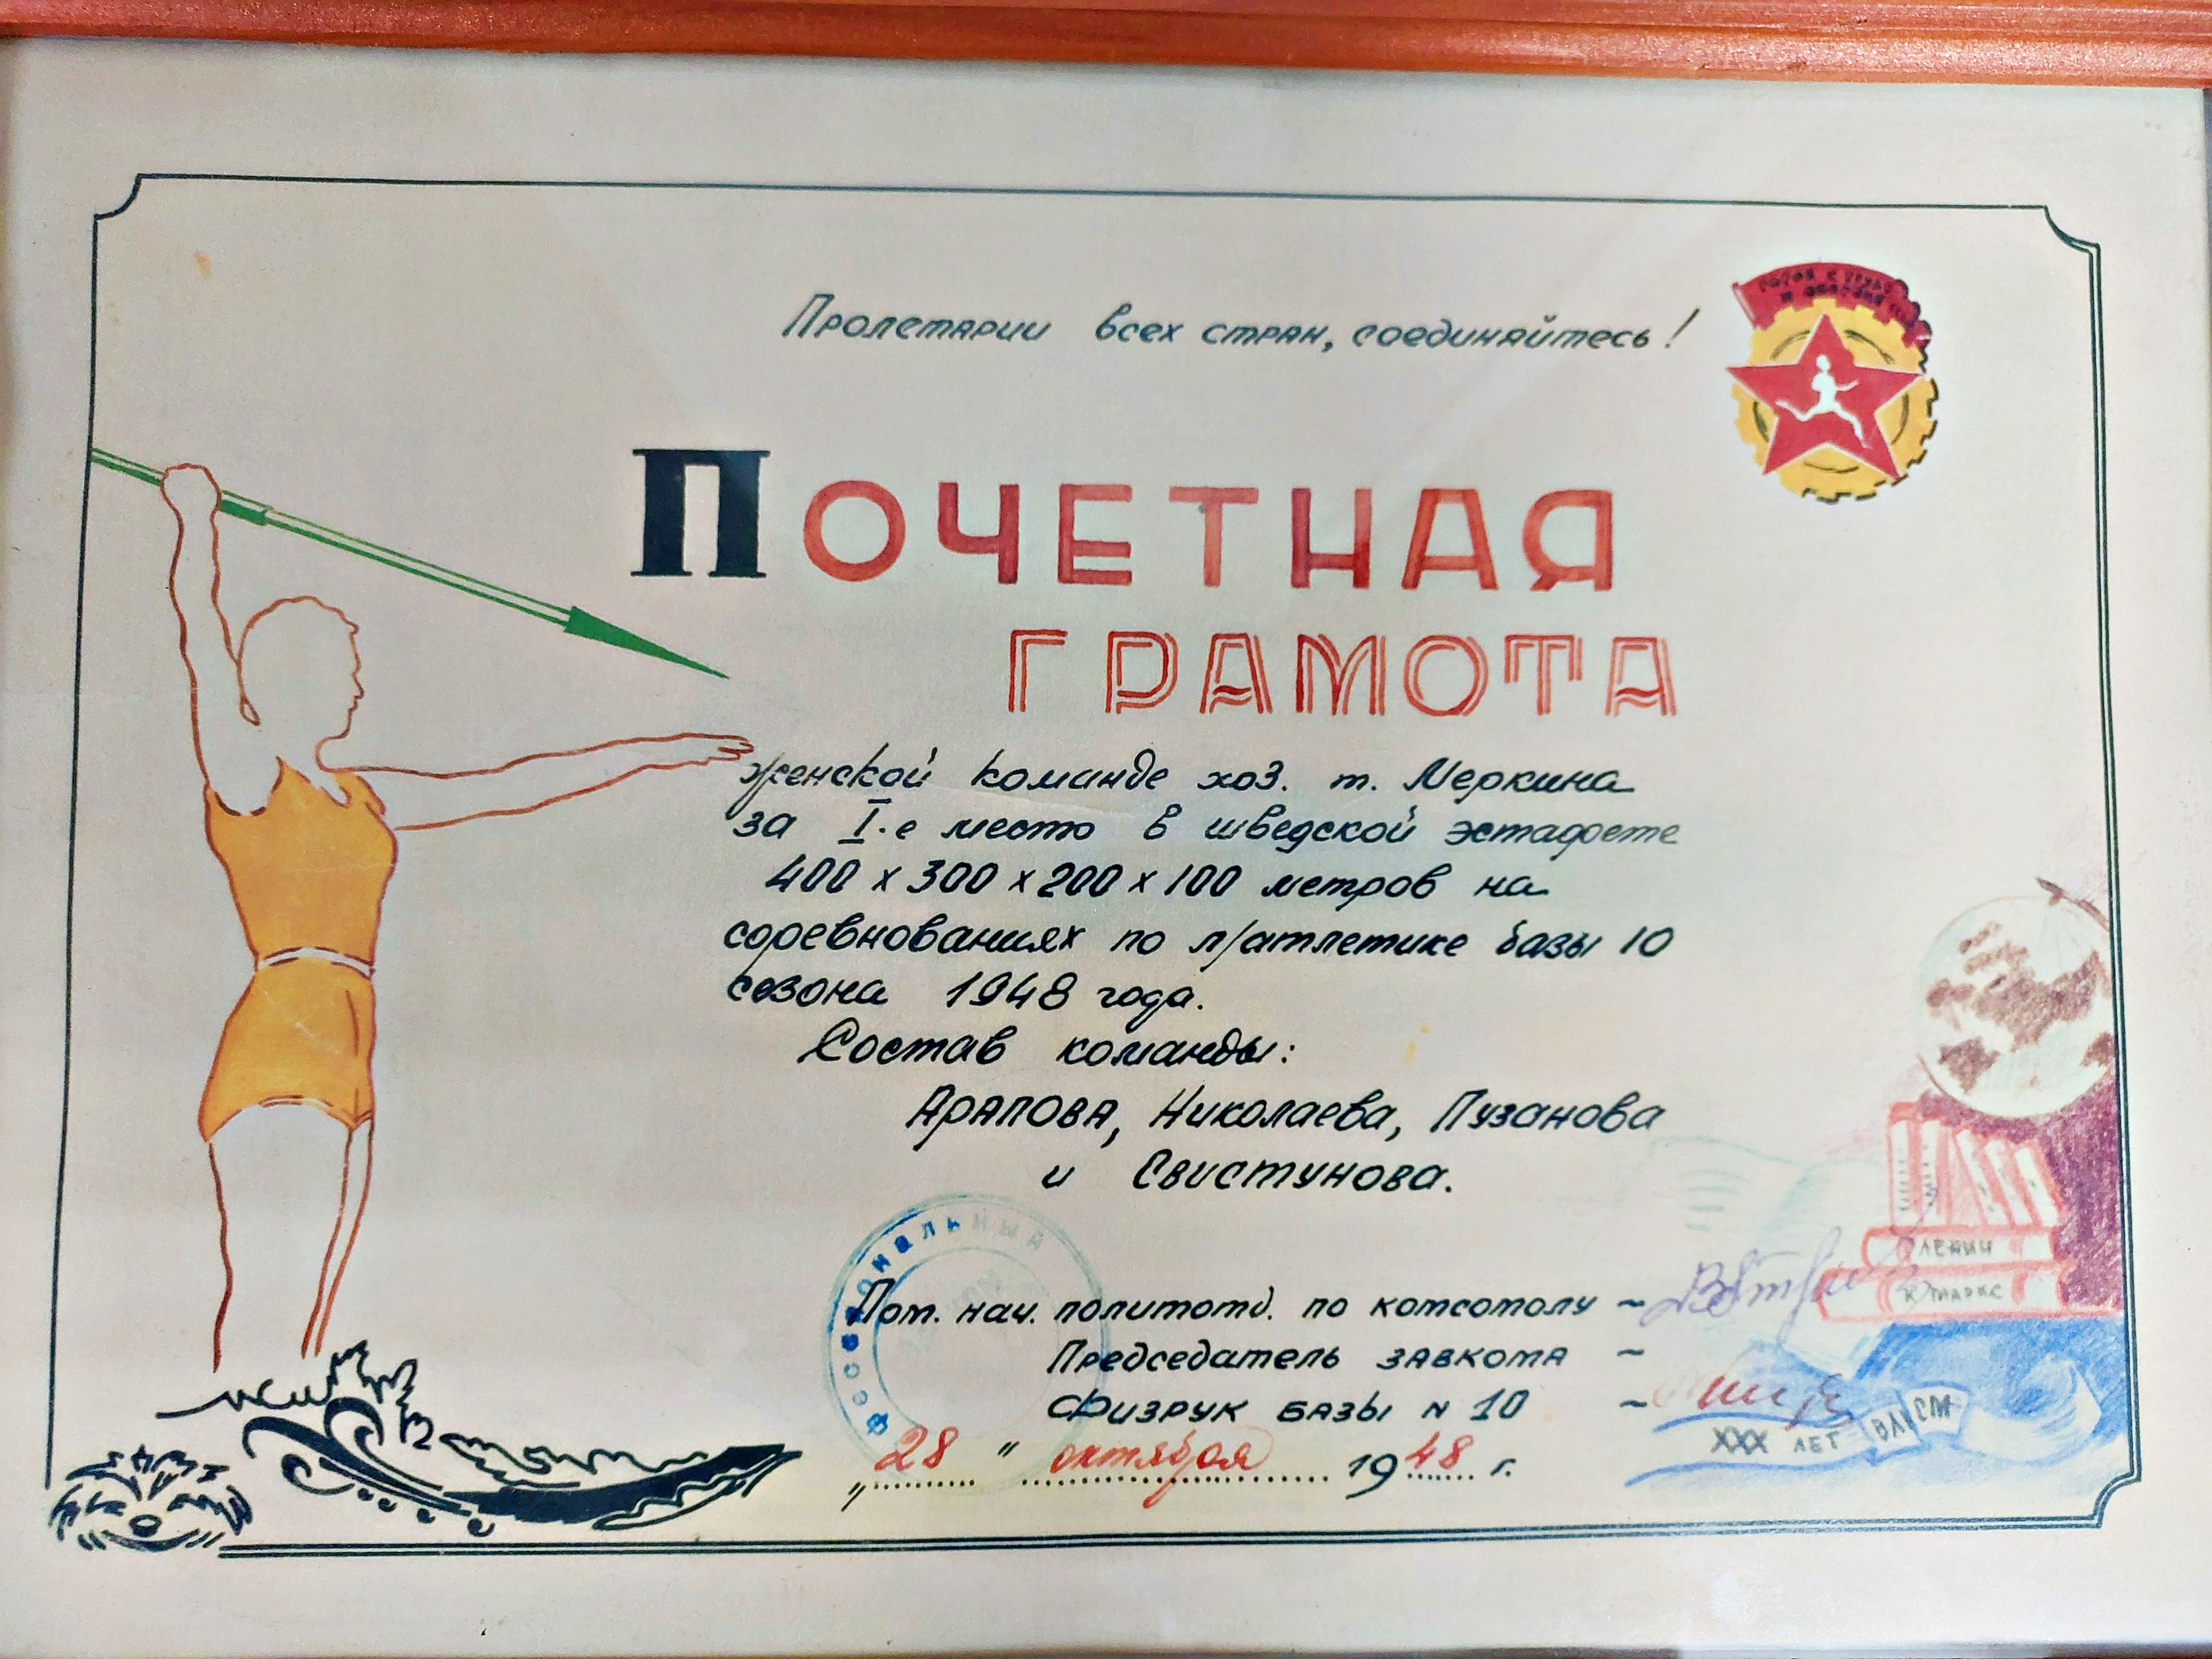 Пролетарии всех стран, соединяйтесь!
ГОТОВ К ТРУДУ
И ОБОРОНЕ
ПОЧЕТНАЯ
ГРАМОТА
женской команде хоз. т. Меркина
за I-е место в шведской эстафете
400 х 300 х 200 х 100 метров на
соревнованиях по л/атлетике базы 10
сезона 1948 года.
Состав команды:
Арапова, Николаева, Пузанова
и Свистунова.
фессиональный
Пом. нач. политотд. по комсомолу ~
Председатель завкома ~
Физрук базы N 10 ~
„28" октября 1948 г.
ЛЕНИН
К МАРКС
XXX ЛЕТ ВЛКСМ